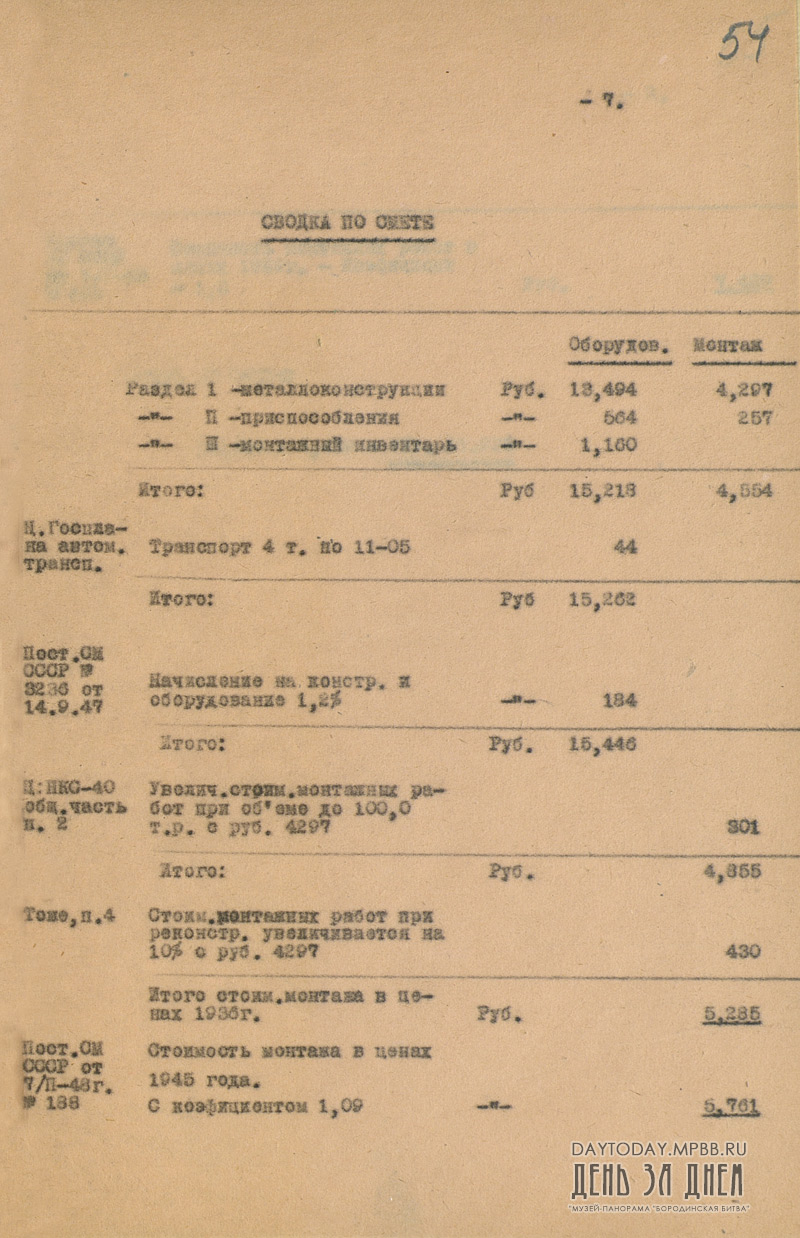 54
- 7.
СВОДКА ПО СМЕТЕ
Оборудов. Монтаж
Раздел 1 -металлоконструкции Руб. 13,494 4,297
-"- П -приспособления -"- 564 257
-"- Ш -монтажный инвентарь -"- 1,160
Итого: Руб 15,218 4,554
Ц.Госпла-
на автом.
трансп.
Транспорт 4 т. по 11-05 44
Итого: Руб 15,262
Пост.СМ
СССР №
3236 от
14.9.47
Начисление на констр. и
оборудование 1,2% -"- 184
Итого: Руб. 15,446
Ц:НКС-40
общ.часть
п. 2
Увелич.стоим.монтажных ра-
бот при об'еме до 100,0
т.р. с руб. 4297 301
Итого: Руб. 4,855
Тоже,п.4
Стоим.монтажных работ при
реконстр. увеличивается на
10% с руб. 4297 430
Итого стоим.монтажа в це-
нах 1936г. Руб. 5,285
Пост.СМ
СССР от
7/П-48г.
№ 188
Стоимость монтажа в ценах
1945 года.
С коэфициентом 1,09 -"- 5,761
DAYTODAY.MPBB.RU
ДЕНЬ ЗА ДНЕМ
"МУЗЕЙ-ПАНОРАМА "БОРОДИНСКАЯ БИТВА"